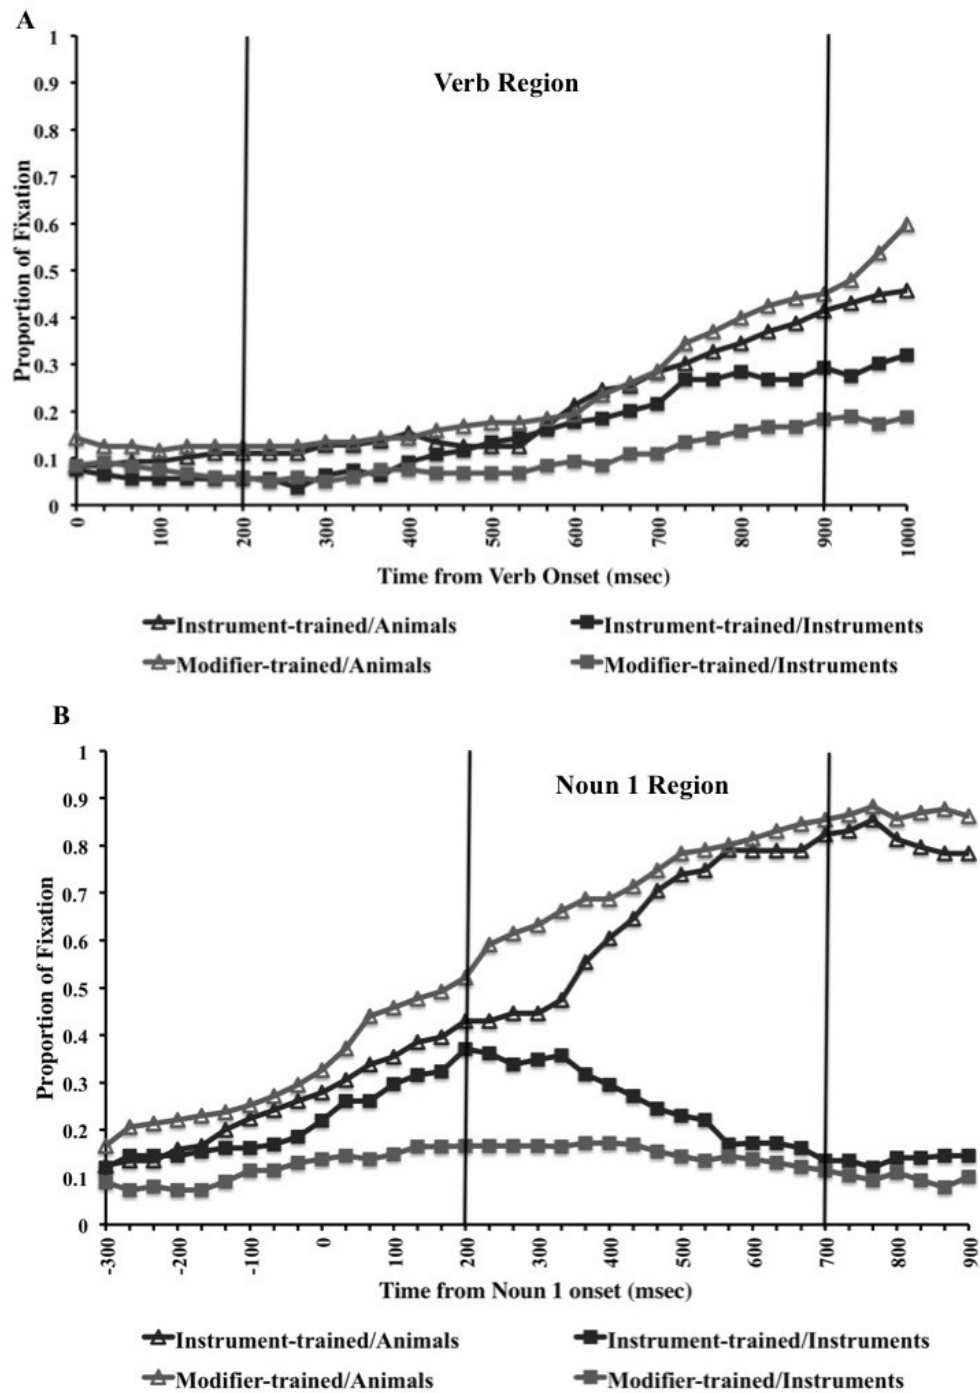 A
1
0.9
Verb Region
0.8
0.7
0.6
0.5
0.4
0.3
0.2
0.1
0
Proportion of Fixation
0 100 200 300 400 500 600 700 800 900 1000
Time from Verb Onset (msec)
Instrument-trained/Animals Instrument-trained/Instruments
Modifier-trained/Animals Modifier-trained/Instruments
B
1
Noun 1 Region
0.9
0.8
0.7
0.6
0.5
0.4
0.3
0.2
0.1
0
Proportion of Fixation
-300 -200 -100 0 100 200 300 400 500 600 700 800 900
Time from Noun 1 onset (msec)
Instrument-trained/Animals Instrument-trained/Instruments
Modifier-trained/Animals Modifier-trained/Instruments